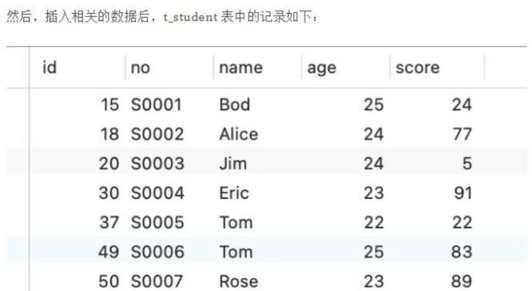 然后，插入相关的数据后，t_student 表中的记录如下：
id no name age score
15 S0001 Bod 25 24
18 S0002 Alice 24 77
20 S0003 Jim 24 5
30 S0004 Eric 23 91
37 S0005 Tom 22 22
49 S0006 Tom 25 83
50 S0007 Rose 23 89